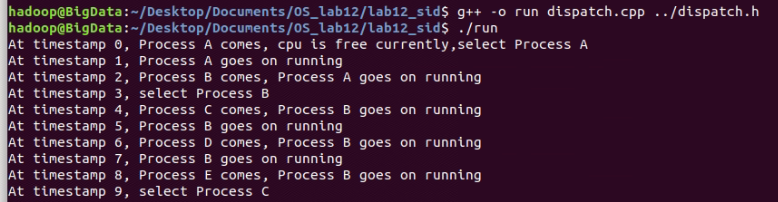 hadoop@BigData:~/Desktop/Documents/OS_lab12/lab12_sid$ g++ -o run dispatch.cpp ../dispatch.h
hadoop@BigData:~/Desktop/Documents/OS_lab12/lab12_sid$ ./run
At timestamp 0, Process A comes, cpu is free currently,select Process A
At timestamp 1, Process A goes on running
At timestamp 2, Process B comes, Process A goes on running
At timestamp 3, select Process B
At timestamp 4, Process C comes, Process B goes on running
At timestamp 5, Process B goes on running
At timestamp 6, Process D comes, Process B goes on running
At timestamp 7, Process B goes on running
At timestamp 8, Process E comes, Process B goes on running
At timestamp 9, select Process C